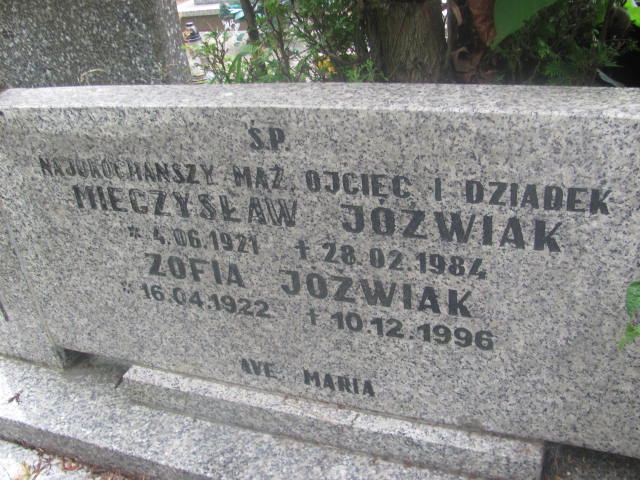 Ś.P.
NAJUKOCHAŃSZY MĄŻ, OJCIEC I DZIADEK
MIECZYSŁAW JÓŹWIAK
* 4.06.1921 + 28.02.1984
ZOFIA JÓŹWIAK
* 16.04.1922 + 10.12.1996
AVE MARIA